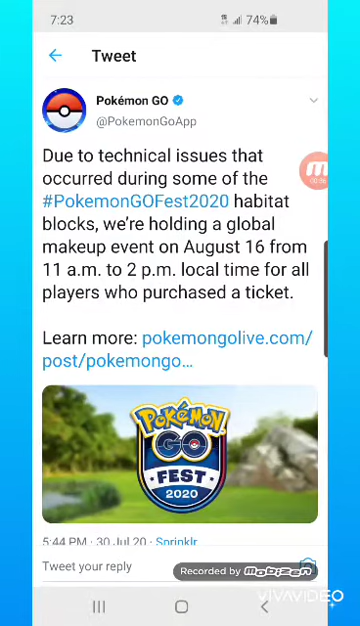 7:23
74%
Tweet
Pokémon GO
@PokemonGoApp
Due to technical issues that
occurred during some of the
#PokemonGOFest2020 habitat
blocks, we're holding a global
makeup event on August 16 from
11 a.m. to 2 p.m. local time for all
players who purchased a ticket.
Learn more: pokemongolive.com/
post/pokemongo...
POKéMON
GO
FEST
2020
5:44 PM · 30 Jul 20 · Sprinklr
Tweet your reply
Recorded by mobizen
VIVAVIDEO